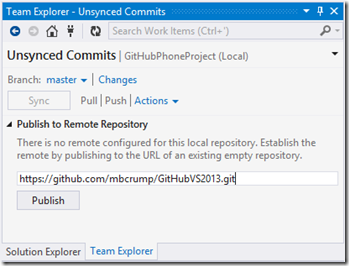 Team Explorer - Unsynced Commits
Search Work Items (Ctrl+')
Unsynced Commits | GitHubPhoneProject (Local)
Branch: master | Changes
Sync Pull | Push | Actions
Publish to Remote Repository
There is no remote configured for this local repository. Establish the
remote by publishing to the URL of an existing empty repository.
https://github.com/mbcrump/GitHubVS2013.git
Publish
Solution Explorer Team Explorer